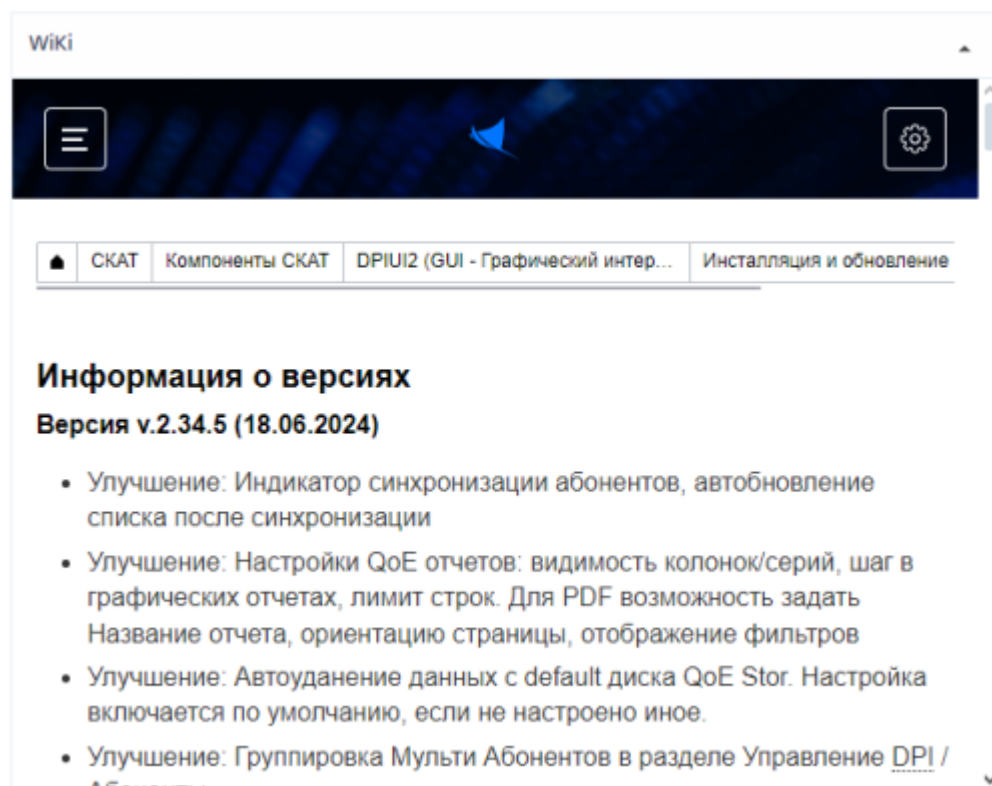 WiKi
СКАТ Компоненты СКАТ DPIUI2 (GUI - Графический интер... Инсталляция и обновление
Информация о версиях
Версия v.2.34.5 (18.06.2024)
• Улучшение: Индикатор синхронизации абонентов, автобновление
списка после синхронизации
• Улучшение: Настройки QoE отчетов: видимость колонок/серий, шаг в
графических отчетах, лимит строк. Для PDF возможность задать
Название отчета, ориентацию страницы, отображение фильтров
• Улучшение: Автоуданение данных с default диска QoE Stor. Настройка
включается по умолчанию, если не настроено иное.
• Улучшение: Группировка Мульти Абонентов в разделе Управление DPI /